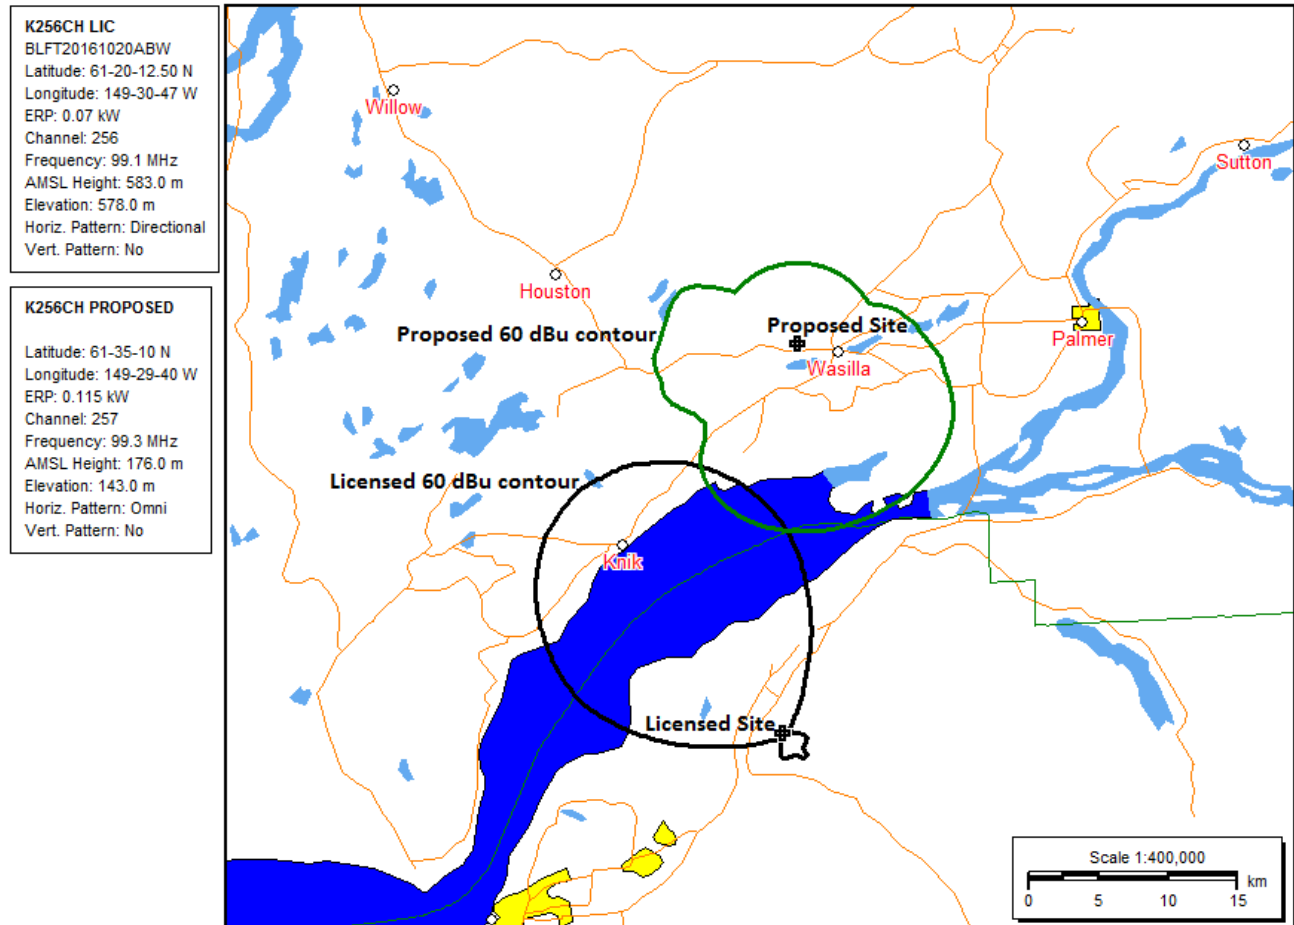 K256CH LIC
BLFT20161020ABW
Latitude: 61-20-12.50 N
Longitude: 149-30-47 W
ERP: 0.07 kW
Channel: 256
Frequency: 99.1 MHz
AMSL Height: 583.0 m
Elevation: 578.0 m
Horiz. Pattern: Directional
Vert. Pattern: No
K256CH PROPOSED
Latitude: 61-35-10 N
Longitude: 149-29-40 W
ERP: 0.115 kW
Channel: 257
Frequency: 99.3 MHz
AMSL Height: 176.0 m
Elevation: 143.0 m
Horiz. Pattern: Omni
Vert. Pattern: No
Willow
Sutton
Houston
Proposed 60 dBu contour
Proposed Site
Palmer
Wasilla
Licensed 60 dBu contour
Knik
Licensed Site
Scale 1:400,000
km
0 5 10 15